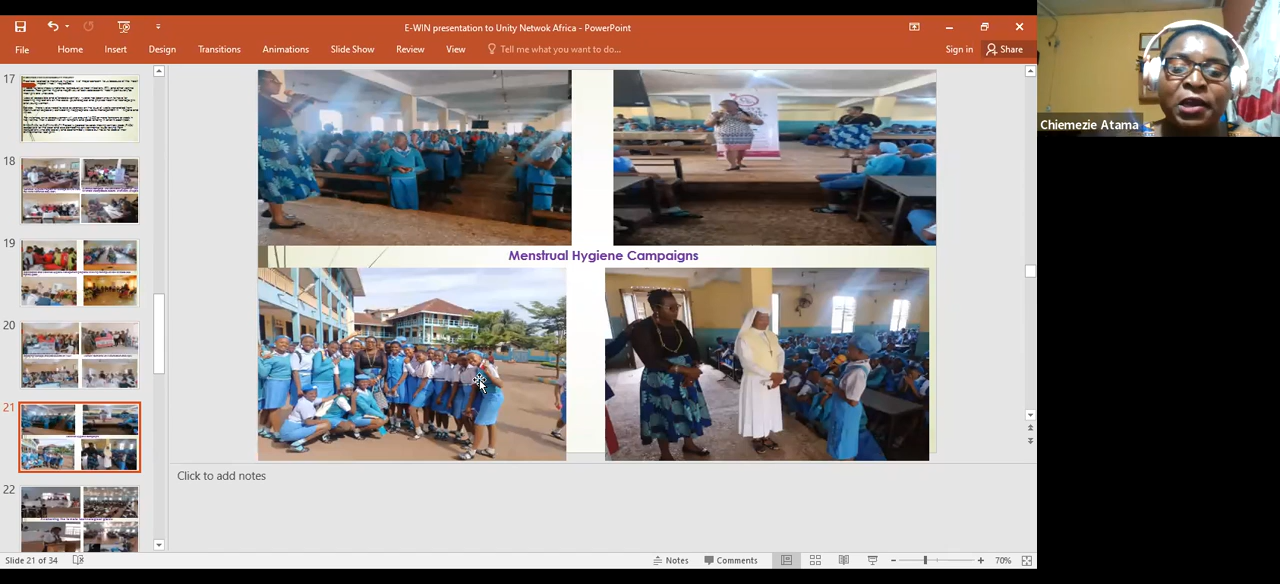 E-WIN presentation to Unity Netwok Africa - PowerPoint
File Home Insert Design Transitions Animations Slide Show Review View Tell me what you want to do... Sign in Share
17
18
19
20
21
22
Menstrual Hygiene Campaigns
Chiemezie Atama
Click to add notes
Slide 21 of 34 Notes Comments 70%